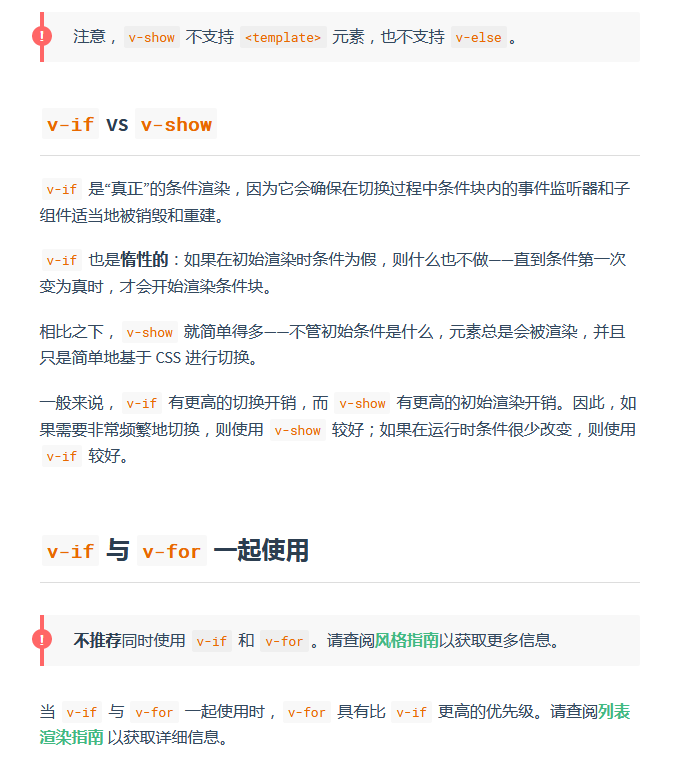 注意，v-show 不支持 <template> 元素，也不支持 v-else。
v-if vs v-show
v-if 是“真正”的条件渲染，因为它会确保在切换过程中条件块内的事件监听器和子
组件适当地被销毁和重建。
v-if 也是惰性的：如果在初始渲染时条件为假，则什么也不做——直到条件第一次
变为真时，才会开始渲染条件块。
相比之下，v-show 就简单得多——不管初始条件是什么，元素总是会被渲染，并且
只是简单地基于 CSS 进行切换。
一般来说，v-if 有更高的切换开销，而 v-show 有更高的初始渲染开销。因此，如
果需要非常频繁地切换，则使用 v-show 较好；如果在运行时条件很少改变，则使用
v-if 较好。
v-if 与 v-for 一起使用
不推荐同时使用 v-if 和 v-for。请查阅风格指南以获取更多信息。
当 v-if 与 v-for 一起使用时，v-for 具有比 v-if 更高的优先级。请查阅列表
渲染指南 以获取详细信息。